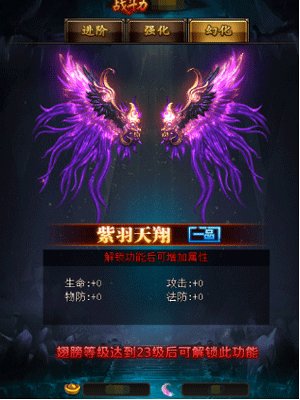 战斗力
进阶 强化 幻化
紫羽天翔 一品
解锁功能后可增加属性
生命:+0 攻击:+0
物防:+0 法防:+0
翅膀等级达到23级后可解锁此功能